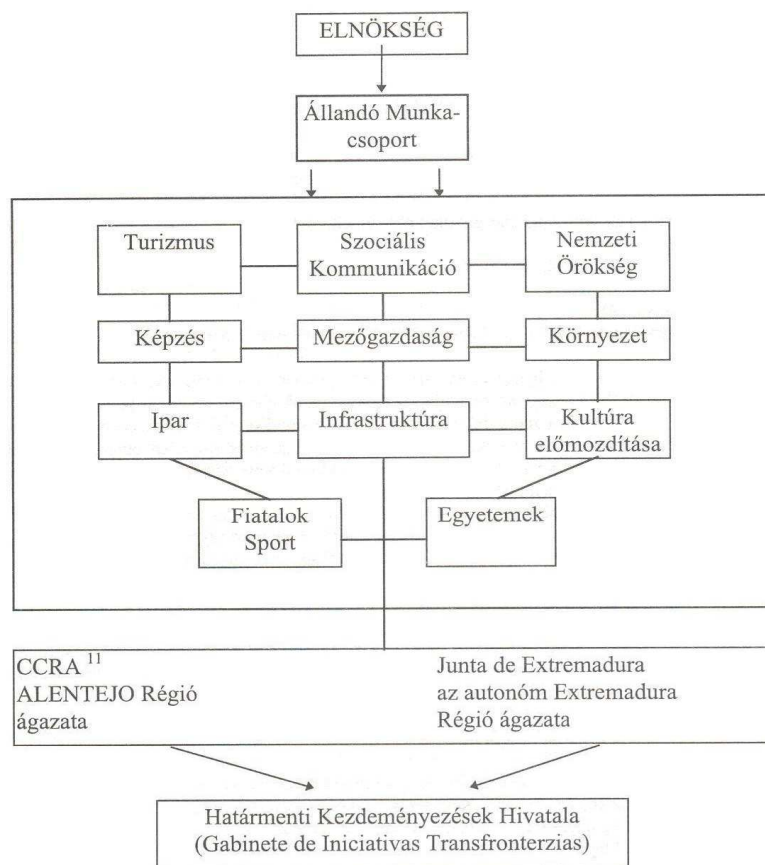 ELNÖKSÉG
Állandó Munka-
csoport
Turizmus
Szociális
Kommunikáció
Nemzeti
Örökség
Képzés
Mezőgazdaság
Környezet
Ipar
Infrastruktúra
Kultúra
előmozdítása
Fiatalok
Sport
Egyetemek
CCRA 11
ALENTEJO Régió
ágazata
Junta de Extremadura
az autonóm Extremadura
Régió ágazata
Határmenti Kezdeményezések Hivatala
(Gabinete de Iniciativas Transfronterzias)